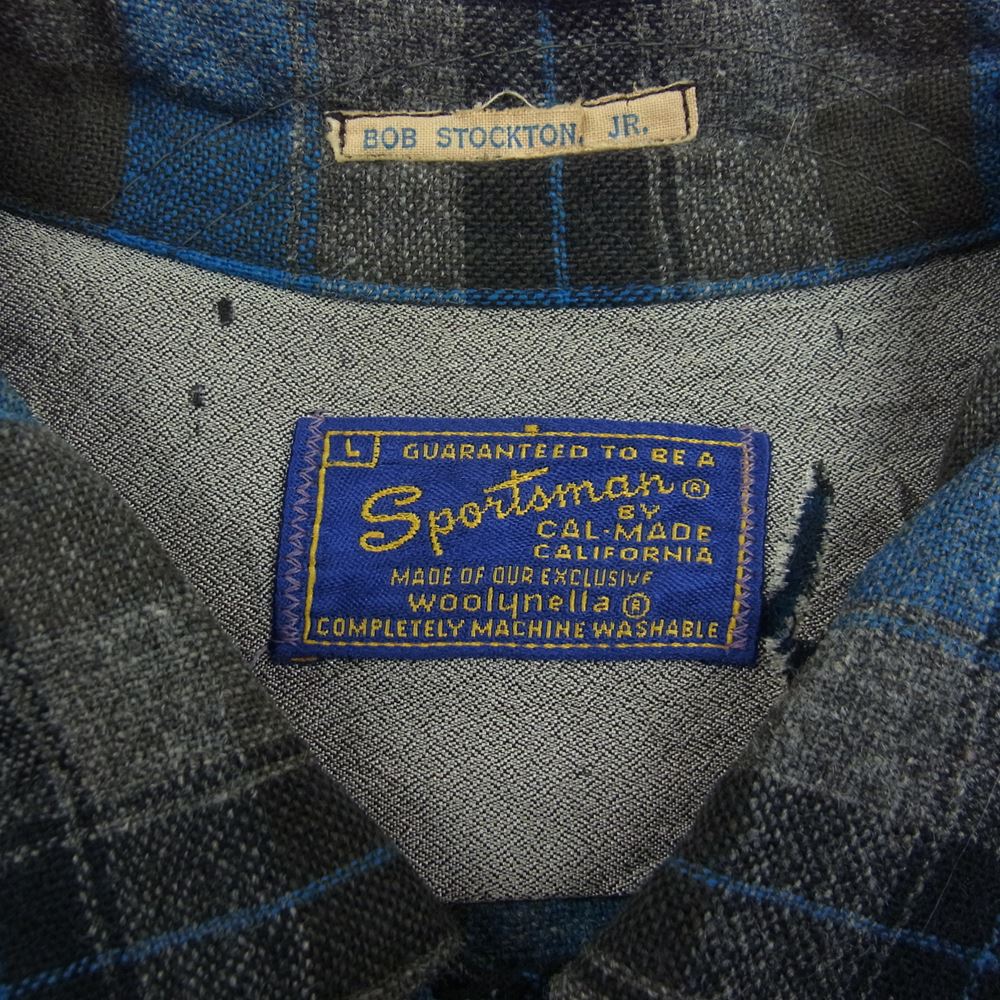 BOB STOCKTON, JR.
L
GUARANTEED TO BE A
Sportsman ®
BY
CAL-MADE
CALIFORNIA
MADE OF OUR EXCLUSIVE
woolynella ®
COMPLETELY MACHINE WASHABLE